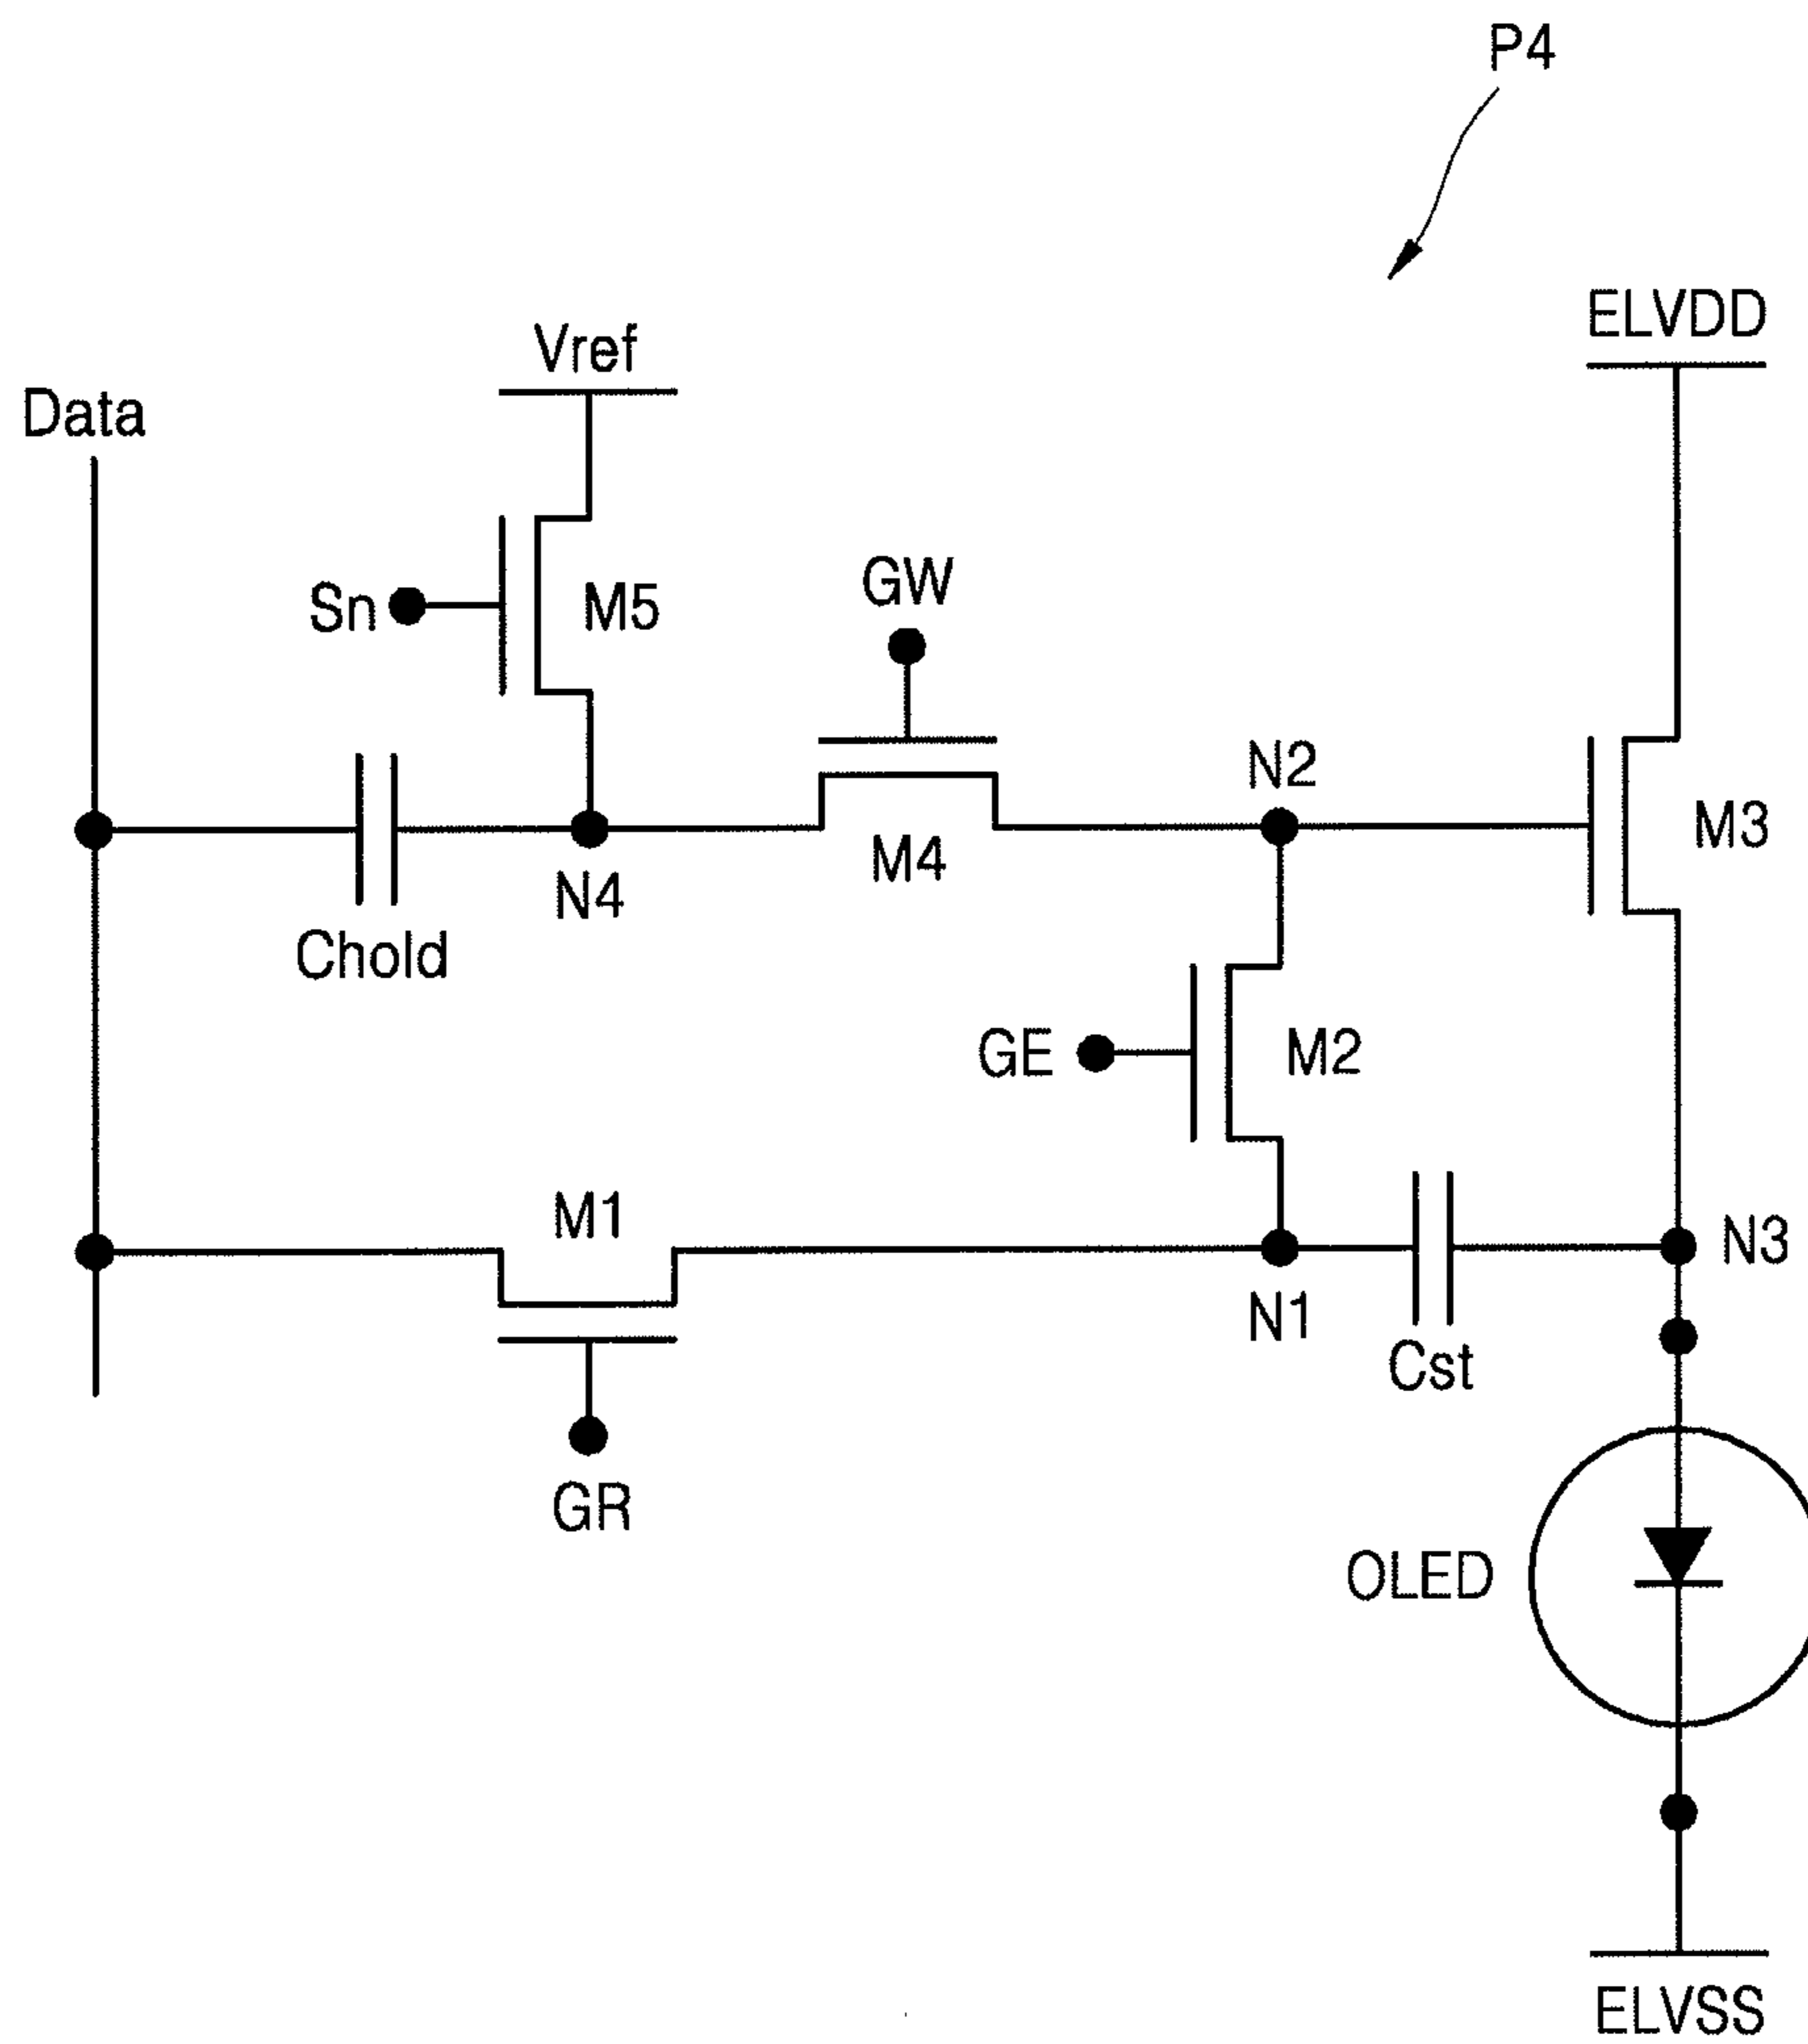 P4
ELVDD
Vref
Data
GW
Sn
M5
N2
M3
M4
N4
Chold
GE
M2
M1
N3
N1
Cst
GR
OLED
ELVSS